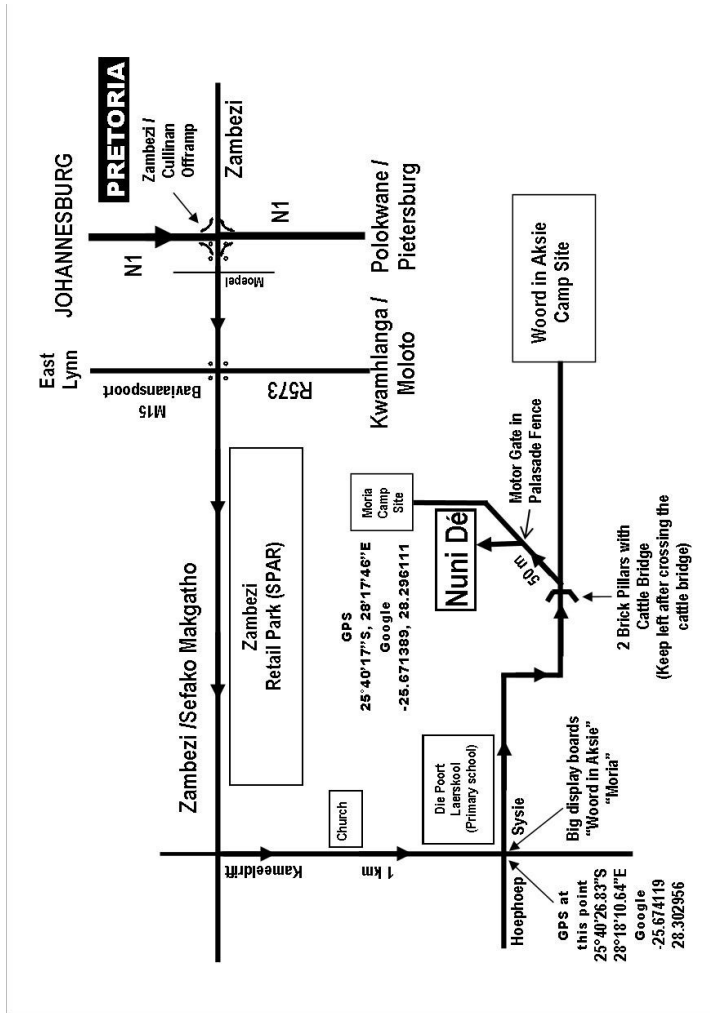 JOHANNESBURG
PRETORIA
N1
Zambezi /
Cullinan
Offramp
Zambezi
N1
Polokwane /
Pietersburg
Moepel
East
Lynn
M15
Baviaanspoort
R573
Kwamhlanga /
Moloto
Zambezi /Sefako Makgatho
Zambezi
Retail Park (SPAR)
Kameeldrift
1 km
Church
Die Poort
Laerskool
(Primary school)
Hoephoep
Sysie
GPS at
this point
25°40'26.83"S
28°18'10.64"E
Google
-25.674119
28.302956
Big display boards
"Woord in Aksie"
"Moria"
GPS
25°40'17"S, 28'17'46"E
Google
-25.671389, 28.296111
Nuni Dé
Moria
Camp
Site
50 m
Motor Gate in
Palasade Fence
2 Brick Pillars with
Cattle Bridge
(Keep left after crossing the
cattle bridge)
Woord in Aksie
Camp Site